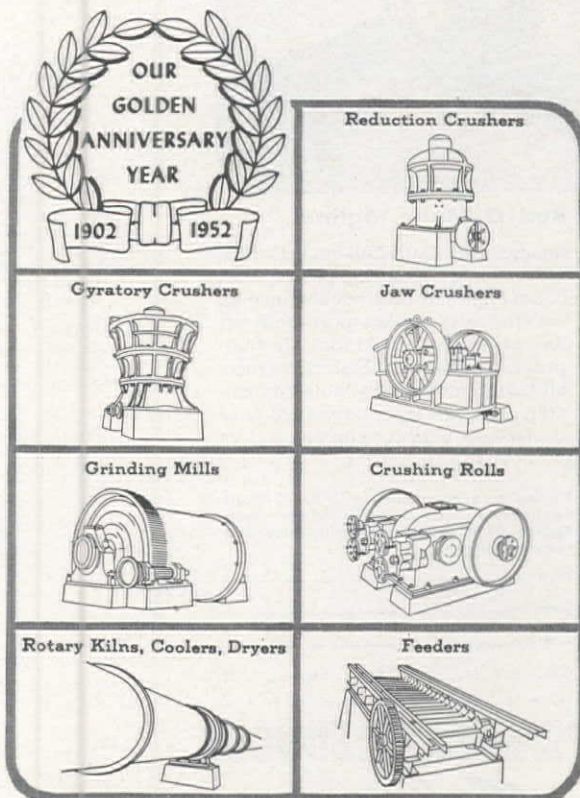 OUR
GOLDEN
ANNIVERSARY
YEAR
1902 1952
Reduction Crushers
Gyratory Crushers
Jaw Crushers
Grinding Mills
Crushing Rolls
Rotary Kilns, Coolers, Dryers
Feeders